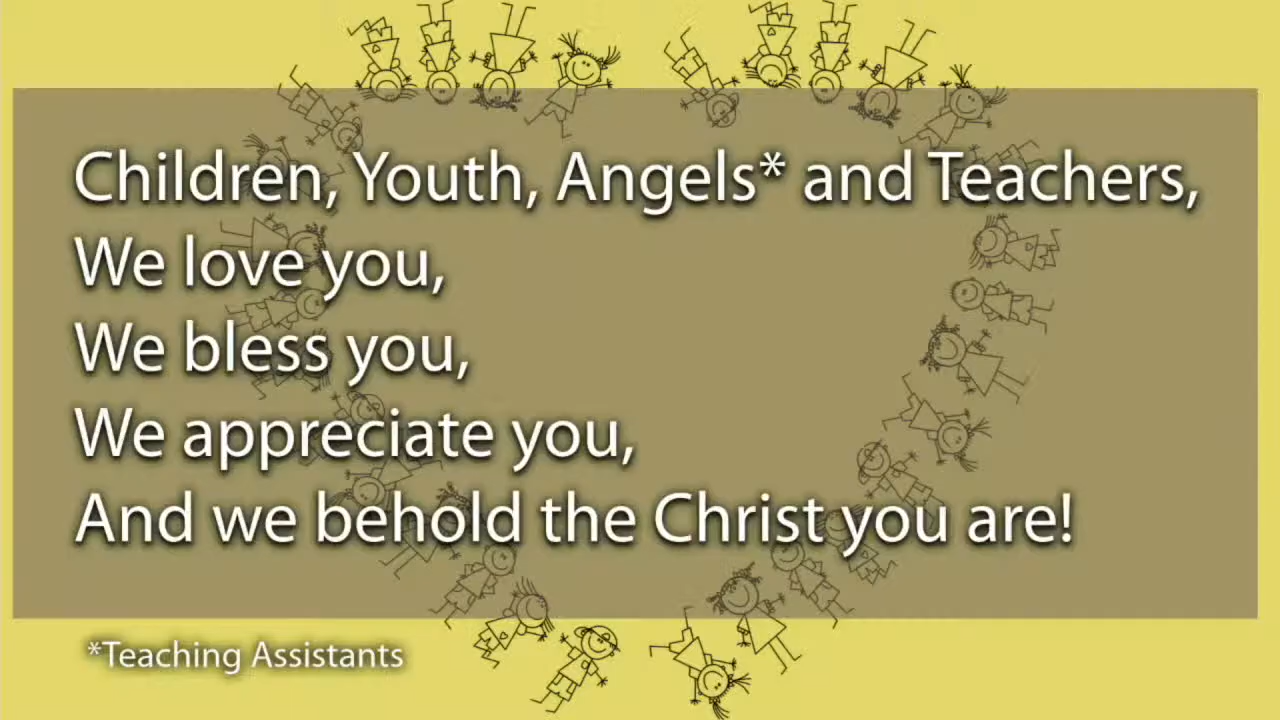 Children, Youth, Angels* and Teachers,
We love you,
We bless you,
We appreciate you,
And we behold the Christ you are!
*Teaching Assistants